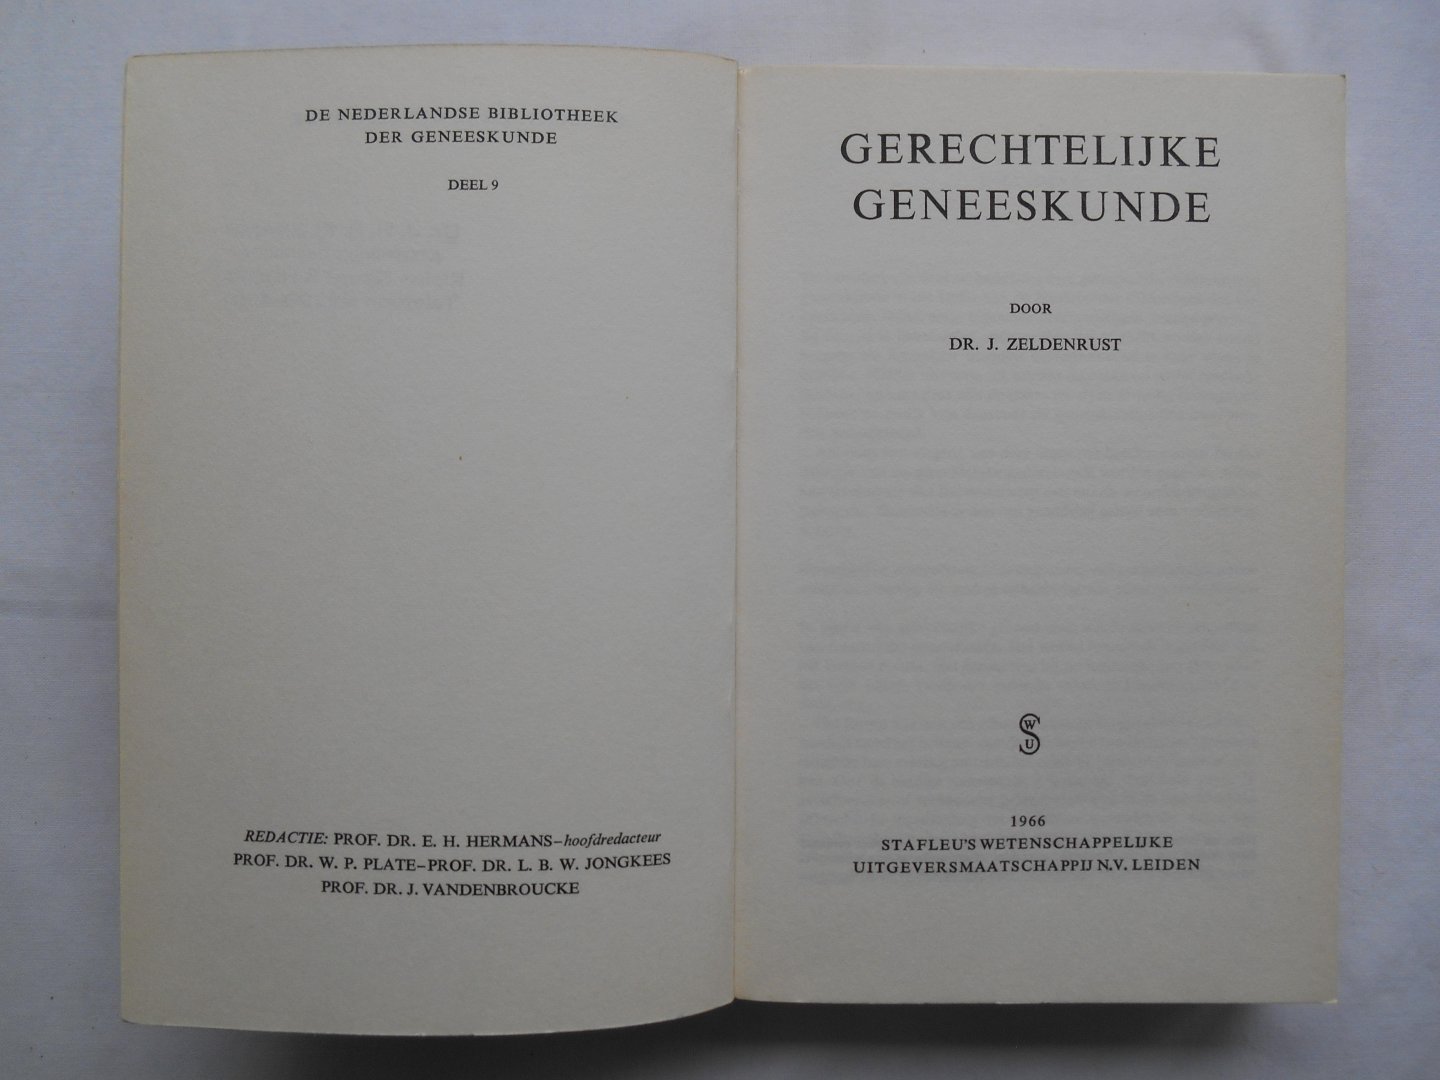 DE NEDERLANDSE BIBLIOTHEEK
DER GENEESKUNDE
DEEL 9
REDACTIE: PROF. DR. E. H. HERMANS–hoofdredacteur
PROF. DR. W. P. PLATE–PROF. DR. L. B. W. JONGKEES
PROF. DR. J. VANDENBROUCKE
GERECHTELIJKE
GENEESKUNDE
DOOR
DR. J. ZELDENRUST
W
S
U
1966
STAFLEU'S WETENSCHAPPELIJKE
UITGEVERSMAATSCHAPPIJ N.V. LEIDEN